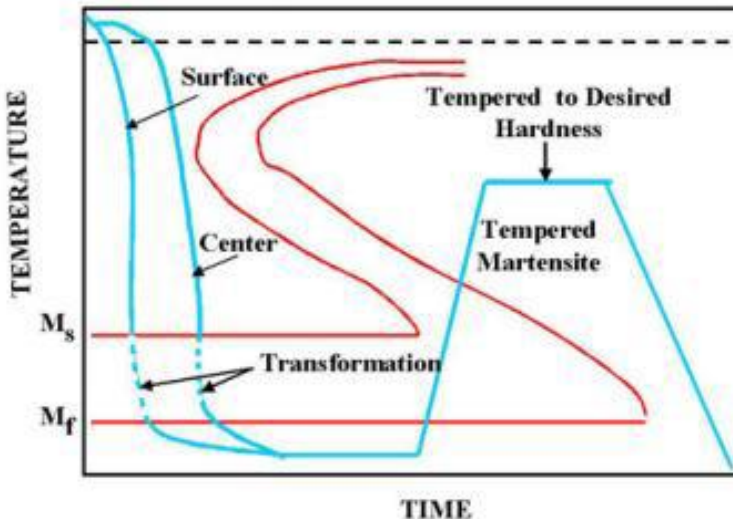 Surface
Tempered to Desired
Hardness
TEMPERATURE
Center
Tempered
Martensite
Ms
Transformation
Mf
TIME